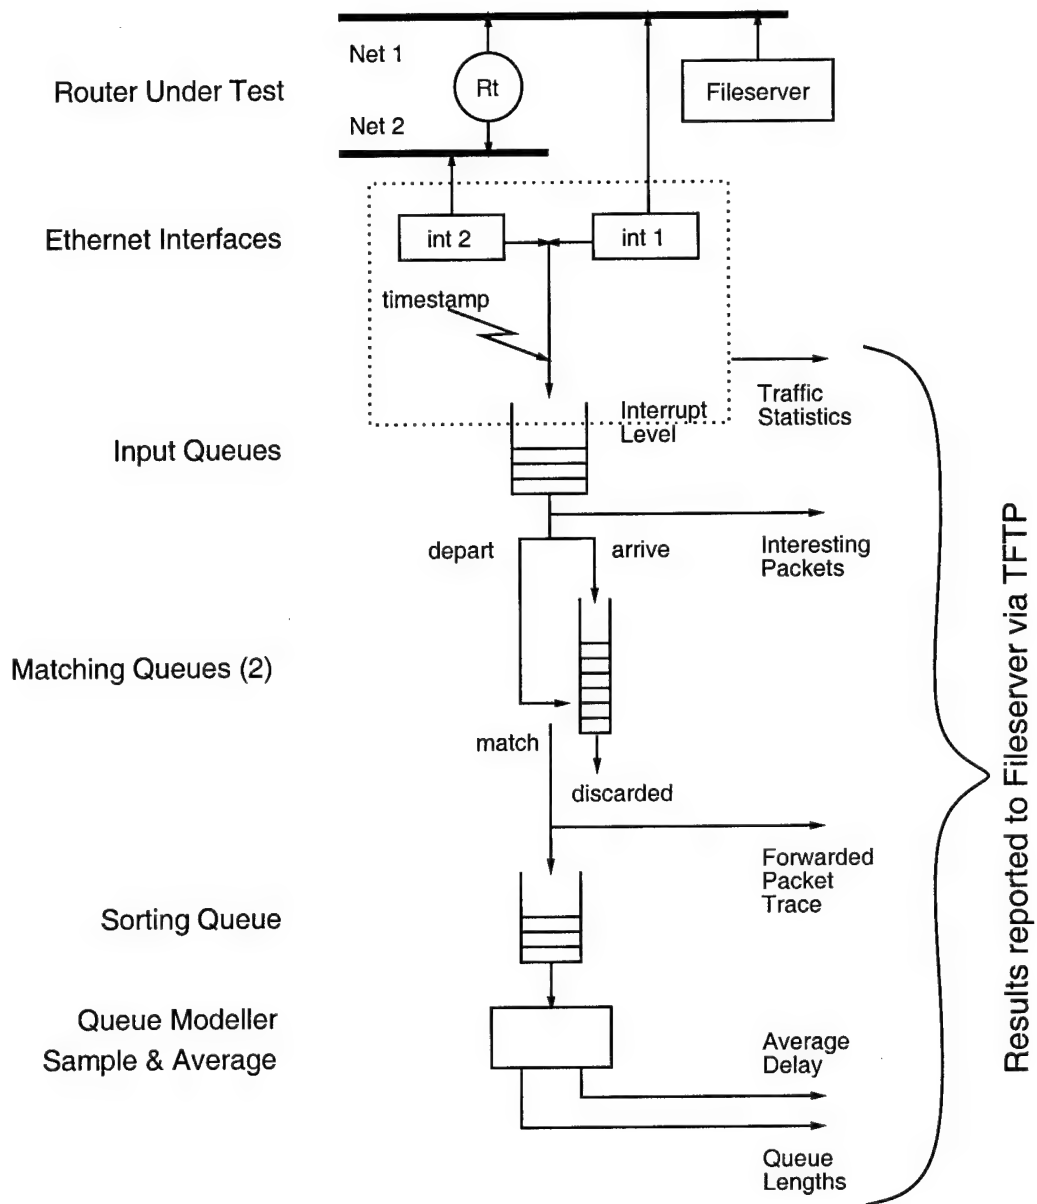 Net 1
Router Under Test
Rt
Fileserver
Net 2
Ethernet Interfaces
int 2
int 1
timestamp
Traffic
Statistics
Interrupt
Level
Input Queues
depart
arrive
Interesting
Packets
Matching Queues (2)
match
discarded
Forwarded
Packet
Trace
Sorting Queue
Queue Modeller
Sample & Average
Average
Delay
Queue
Lengths
Results reported to Fileserver via TFTP